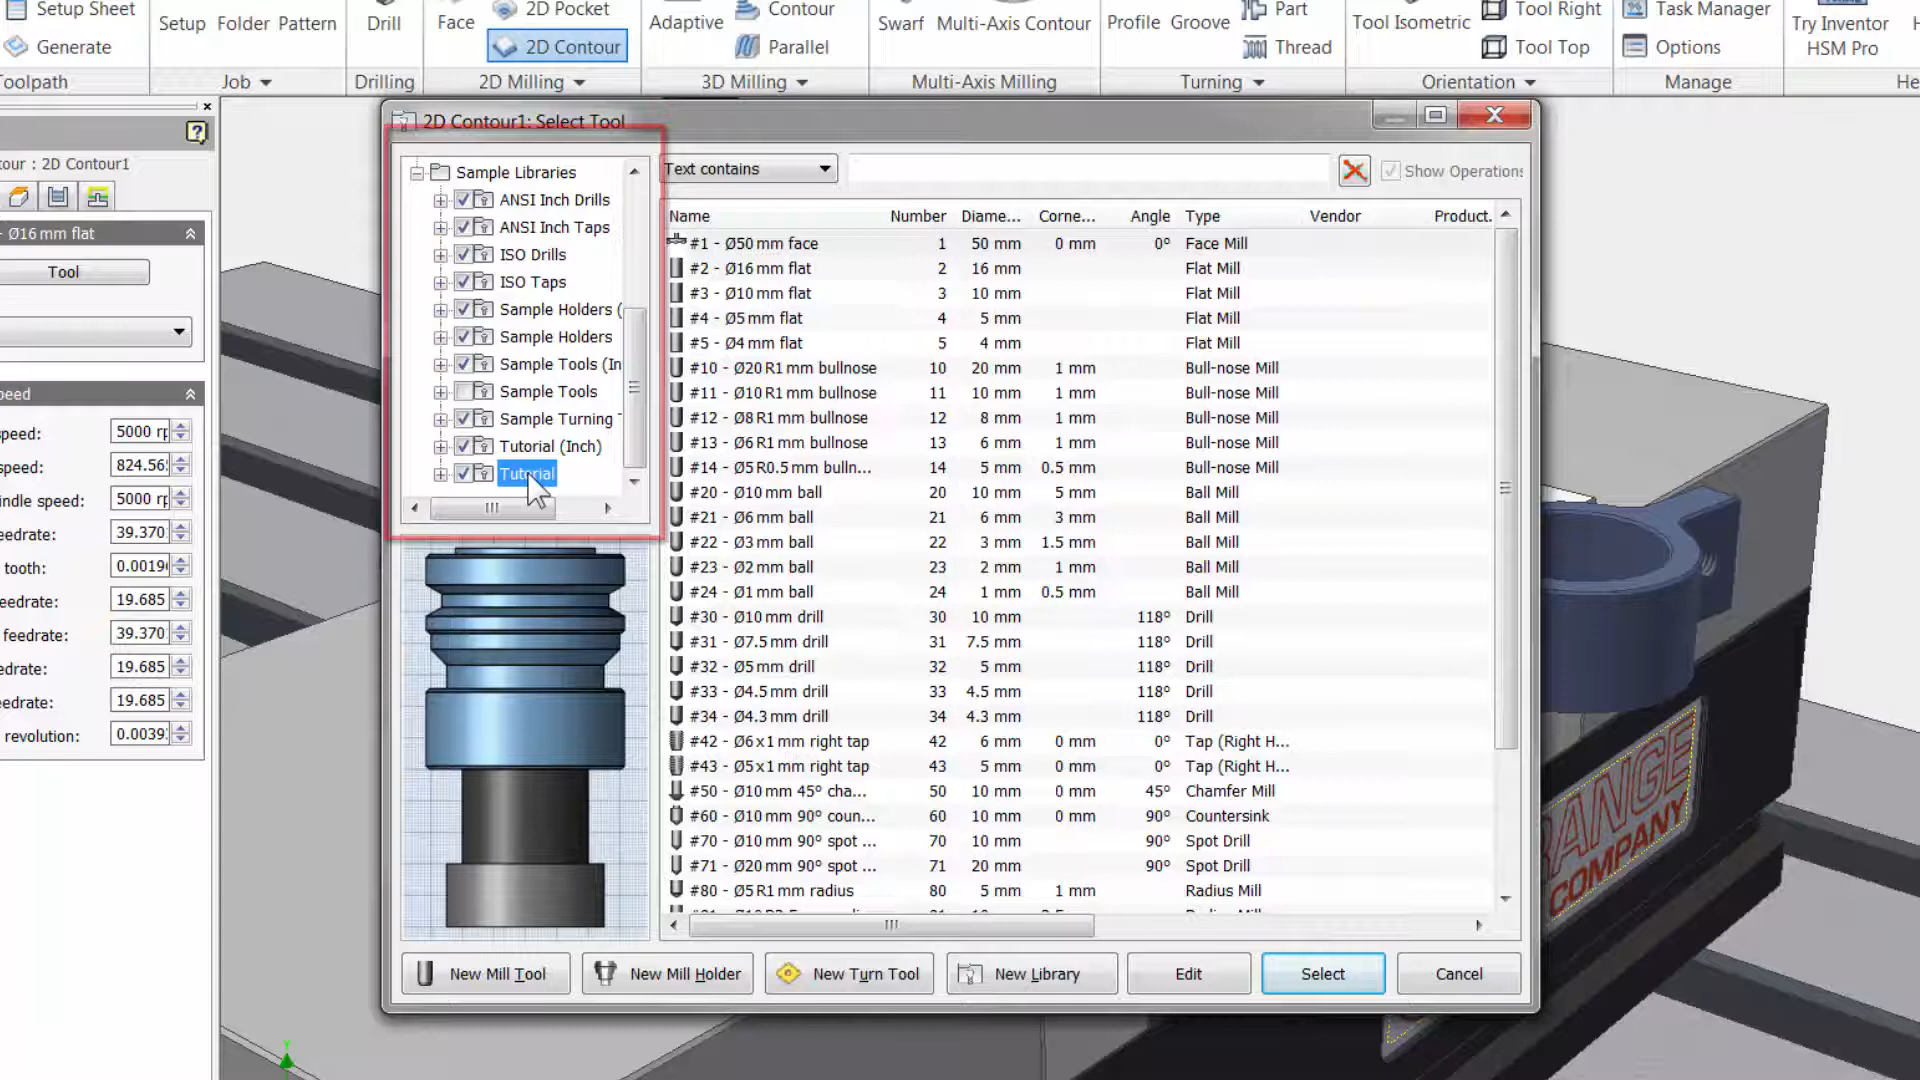 Setup Sheet
Generate
Toolpath
Setup Folder Pattern
Job
Drill
Drilling
Face
2D Pocket
2D Contour
2D Milling
Adaptive
Contour
Parallel
3D Milling
Swarf Multi-Axis Contour
Multi-Axis Milling
Profile Groove
Part
Thread
Turning
Tool Isometric
Tool Right
Tool Top
Orientation
Task Manager
Options
Manage
Try Inventor
HSM Pro
He
our : 2D Contour1
- Ø16 mm flat
Tool
eed
speed: 5000 rp
speed: 824.56
indle speed: 5000 r
eedrate: 39.370
tooth: 0.0019
eedrate: 19.685
feedrate: 39.370
edrate: 19.685
eedrate: 19.685
revolution: 0.0039
2D Contour1: Select Tool
Sample Libraries
ANSI Inch Drills
ANSI Inch Taps
ISO Drills
ISO Taps
Sample Holders (
Sample Holders
Sample Tools (In
Sample Tools
Sample Turning T
Tutorial (Inch)
Tutorial
Text contains
Show Operations
Name Number Diame... Corne... Angle Type Vendor Product.
#1 - Ø50 mm face 1 50 mm 0 mm 0° Face Mill
#2 - Ø16 mm flat 2 16 mm Flat Mill
#3 - Ø10 mm flat 3 10 mm Flat Mill
#4 - Ø5 mm flat 4 5 mm Flat Mill
#5 - Ø4 mm flat 5 4 mm Flat Mill
#10 - Ø20 R1 mm bullnose 10 20 mm 1 mm Bull-nose Mill
#11 - Ø10 R1 mm bullnose 11 10 mm 1 mm Bull-nose Mill
#12 - Ø8 R1 mm bullnose 12 8 mm 1 mm Bull-nose Mill
#13 - Ø6 R1 mm bullnose 13 6 mm 1 mm Bull-nose Mill
#14 - Ø5 R0.5 mm bulln... 14 5 mm 0.5 mm Bull-nose Mill
#20 - Ø10 mm ball 20 10 mm 5 mm Ball Mill
#21 - Ø6 mm ball 21 6 mm 3 mm Ball Mill
#22 - Ø3 mm ball 22 3 mm 1.5 mm Ball Mill
#23 - Ø2 mm ball 23 2 mm 1 mm Ball Mill
#24 - Ø1 mm ball 24 1 mm 0.5 mm Ball Mill
#30 - Ø10 mm drill 30 10 mm 118° Drill
#31 - Ø7.5 mm drill 31 7.5 mm 118° Drill
#32 - Ø5 mm drill 32 5 mm 118° Drill
#33 - Ø4.5 mm drill 33 4.5 mm 118° Drill
#34 - Ø4.3 mm drill 34 4.3 mm 118° Drill
#42 - Ø6x1 mm right tap 42 6 mm 0 mm 0° Tap (Right H...
#43 - Ø5x1 mm right tap 43 5 mm 0 mm 0° Tap (Right H...
#50 - Ø10 mm 45° cha... 50 10 mm 0 mm 45° Chamfer Mill
#60 - Ø10 mm 90° coun... 60 10 mm 0 mm 90° Countersink
#70 - Ø10 mm 90° spot ... 70 10 mm 90° Spot Drill
#71 - Ø20 mm 90° spot ... 71 20 mm 90° Spot Drill
#80 - Ø5 R1 mm radius 80 5 mm 1 mm Radius Mill
New Mill Tool
New Mill Holder
New Turn Tool
New Library
Edit
Select
Cancel
RANGE
COMPANY
Y